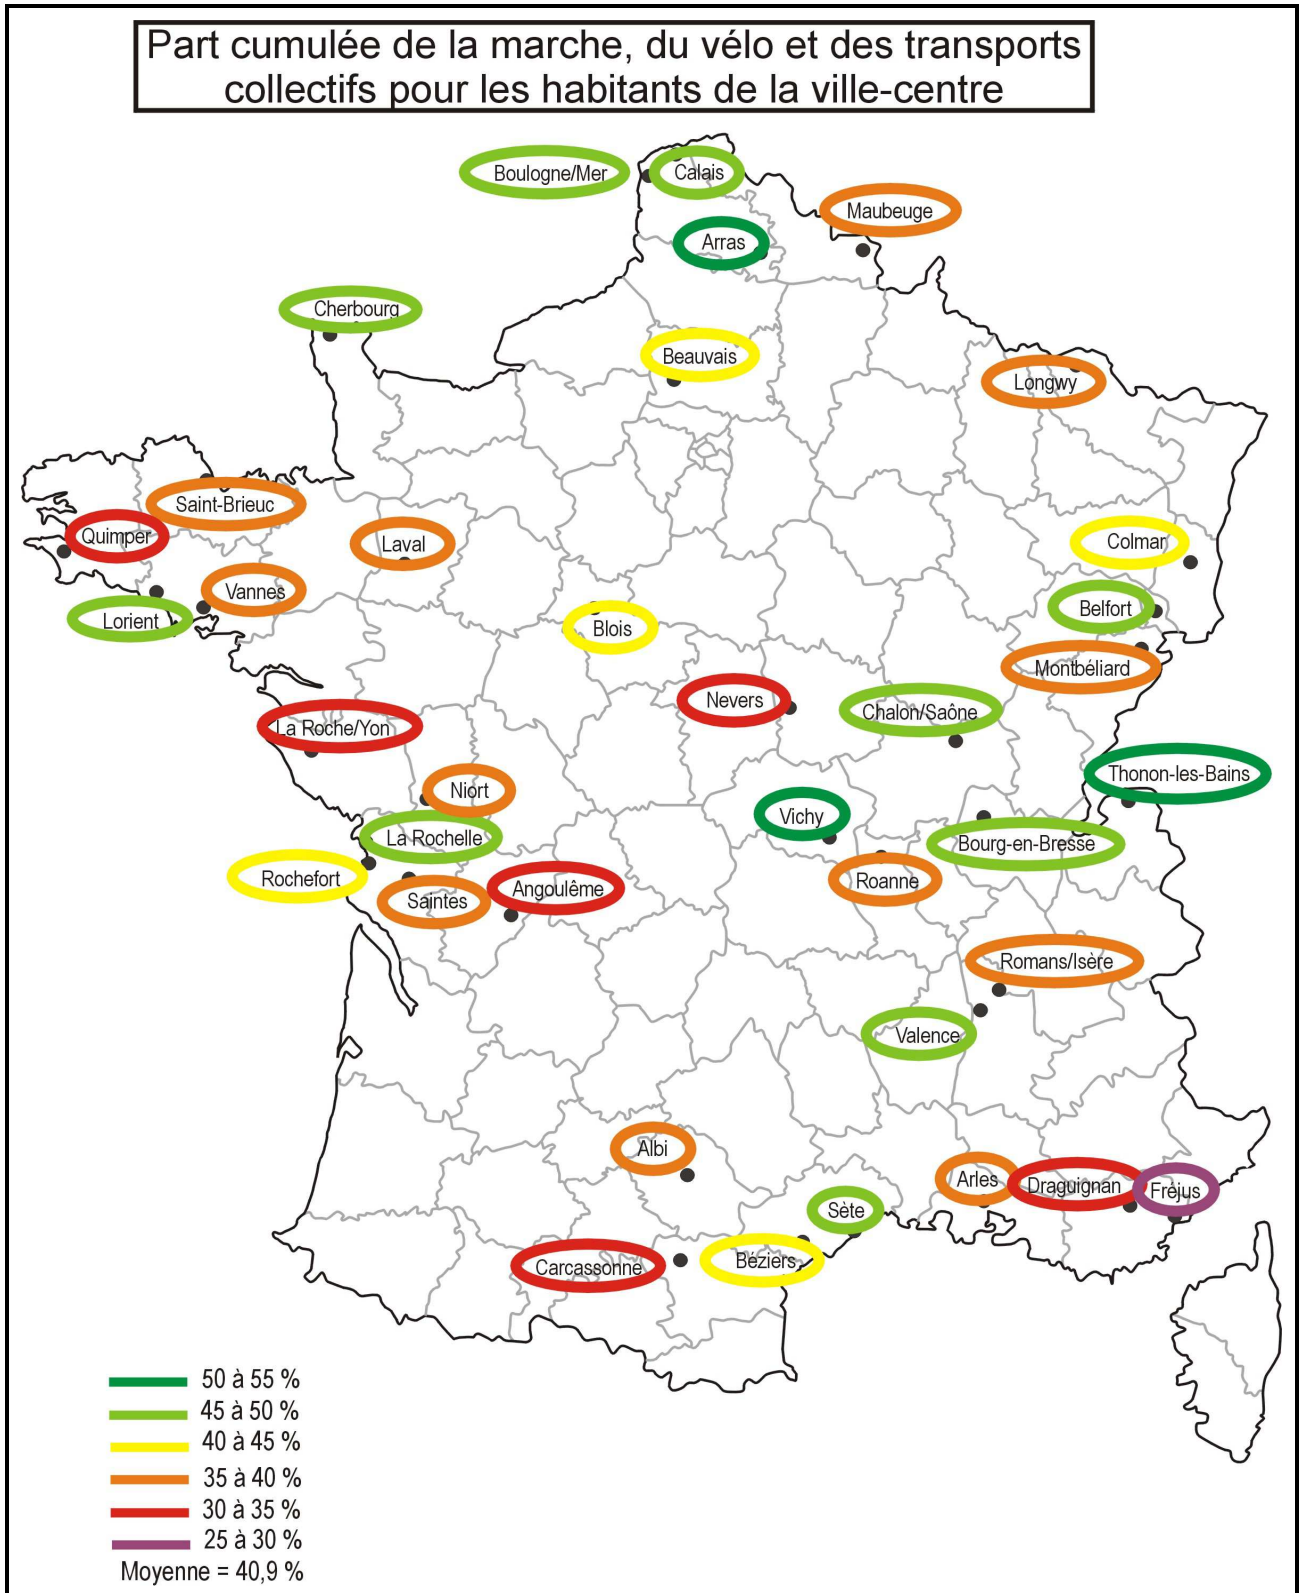 Part cumulée de la marche, du vélo et des transports
collectifs pour les habitants de la ville-centre
Boulogne/Mer
Calais
Maubeuge
Arras
Cherbourg
Beauvais
Longwy
Saint-Brieuc
Quimper
Laval
Colmar
Vannes
Belfort
Lorient
Blois
Montbéliard
Nevers
Chalon/Saône
La Roche/Yon
Thonon-les-Bains
Niort
Vichy
La Rochelle
Bourg-en-Bresse
Rochefort
Roanne
Angoulême
Saintes
Romans/Isère
Valence
Albi
Arles
Draguignan
Fréjus
Sète
Béziers
Carcassonne
50 à 55 %
45 à 50 %
40 à 45 %
35 à 40 %
30 à 35 %
25 à 30 %
Moyenne = 40,9 %